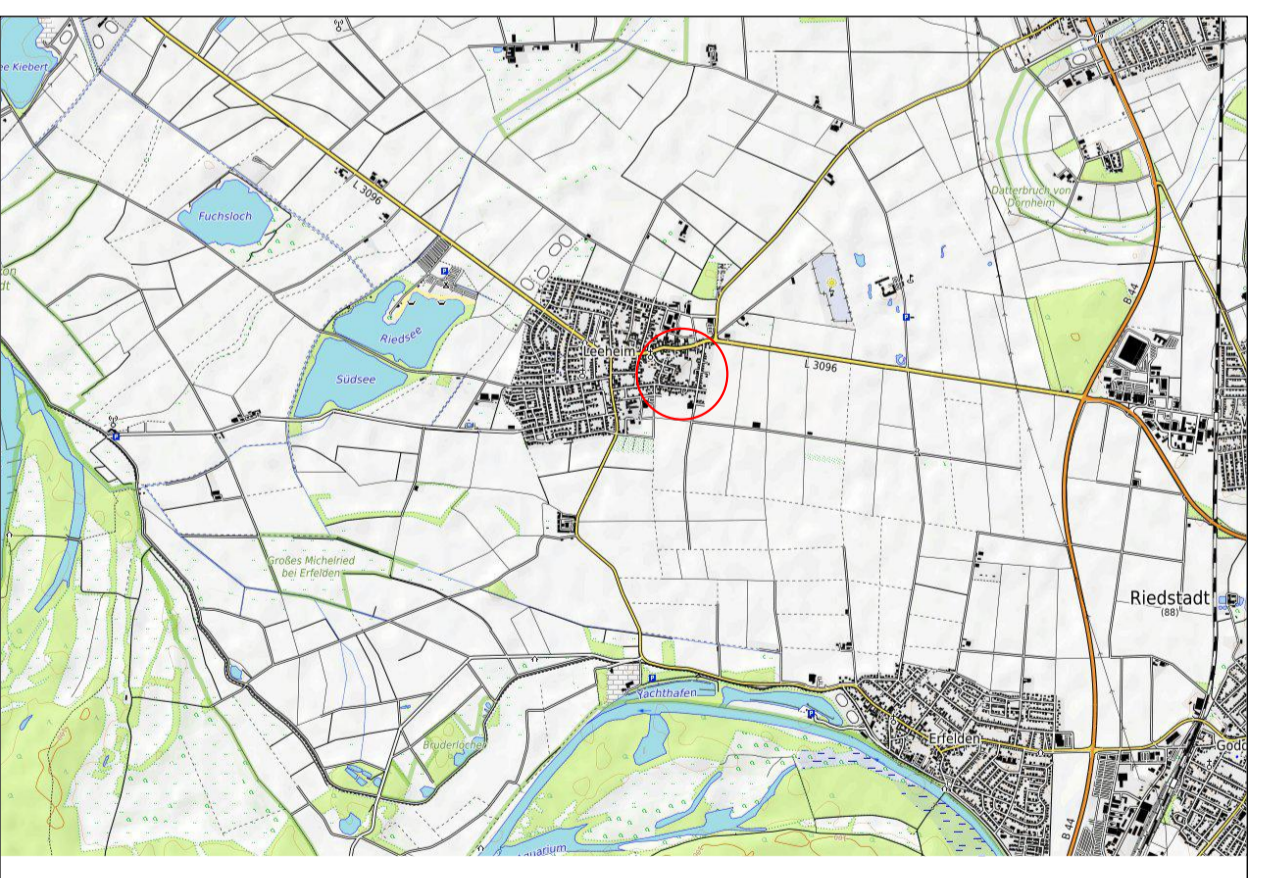 ee Kiebert
L 3096
Fuchsloch
Datterbruch von
Dornheim
B 44
Riedsee
Leeheim
L 3096
Südsee
Großes Michelried
bei Erfelden
Riedstadt
(88)
Yachthafen
Bruderlöcher
Erfelden
Godd
B 44
quarium